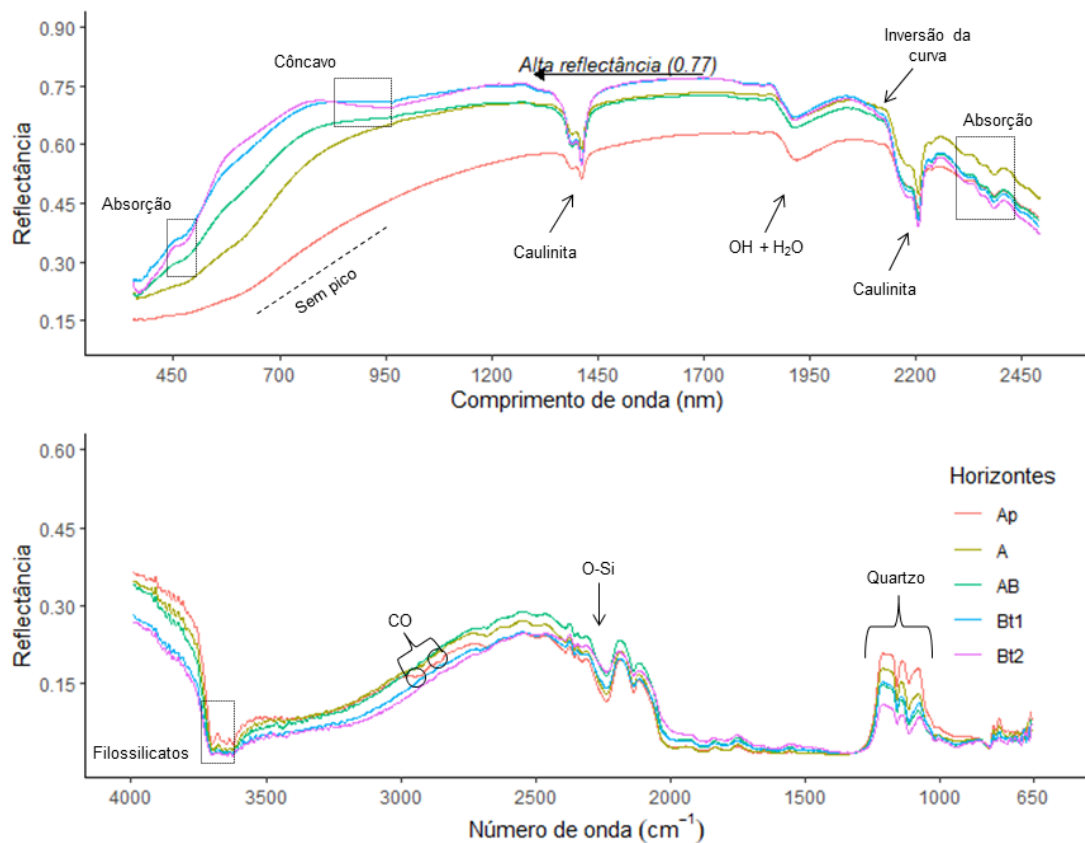 0.90
0.75
0.60
0.45
0.30
0.15
Reflectância
Côncavo
Alta reflectância (0.77)
Inversão da
curva
Absorção
Absorção
Sem pico
Caulinita
OH + H2O
Caulinita
450
700
950
1200
1450
1700
1950
2200
2450
Comprimento de onda (nm)
0.60
0.45
0.30
0.15
Reflectância
Filossilicatos
CO
O-Si
Quartzo
Horizontes
Ap
A
AB
Bt1
Bt2
4000
3500
3000
2500
2000
1500
1000
650
Número de onda (cm⁻¹)